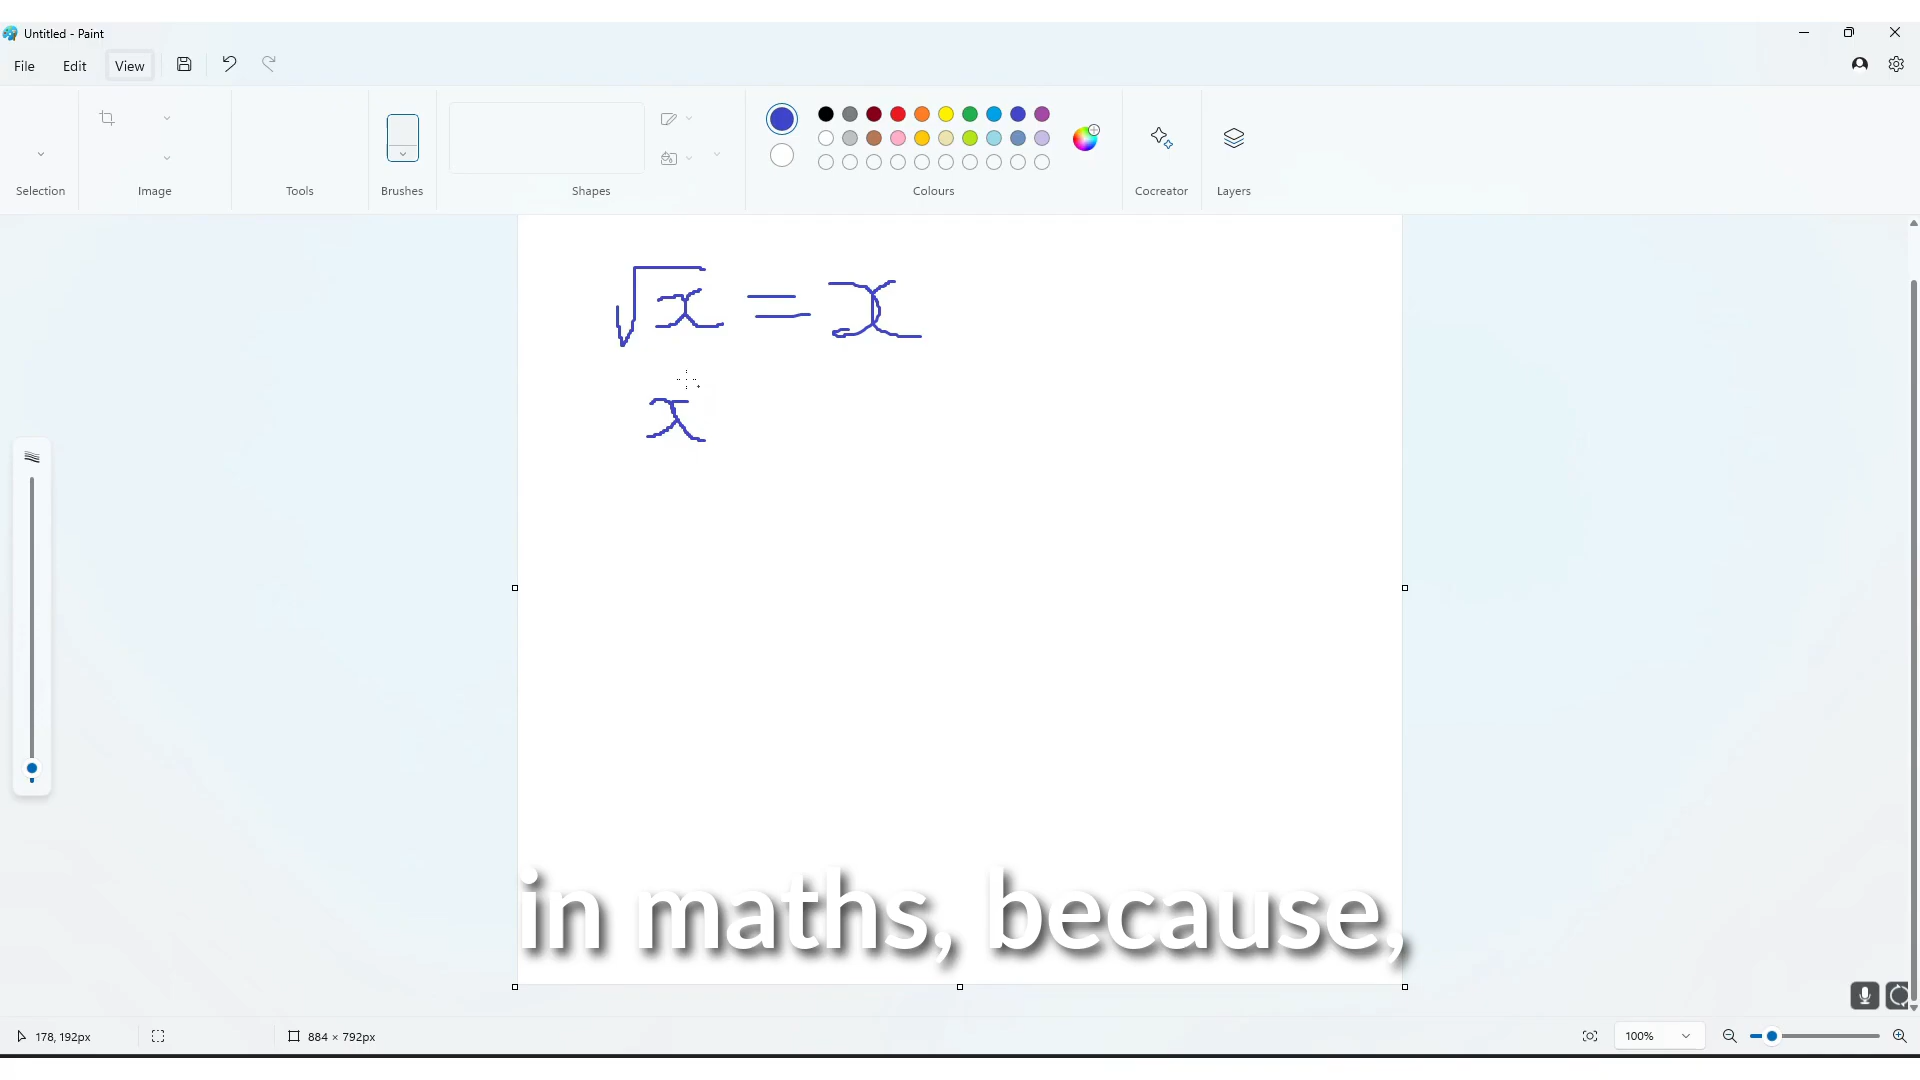 Untitled - Paint
File Edit View
Selection Image Tools Brushes Shapes Colours Cocreator Layers
√x = x
x
in maths, because,
178, 192px 884 × 792px 100%